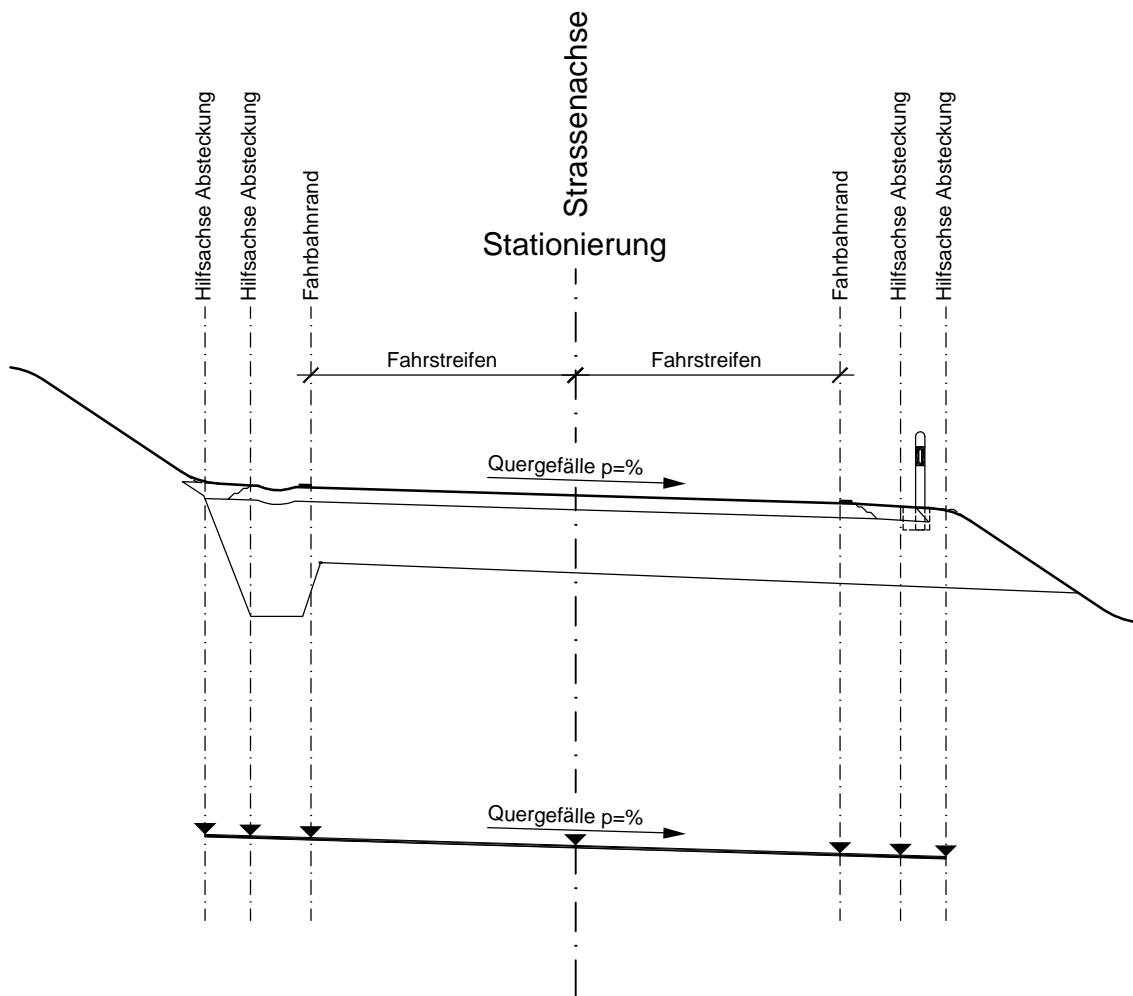 Strassenachse
Stationierung
Hilfsachse Absteckung
Hilfsachse Absteckung
Fahrbahnrand
Fahrbahnrand
Hilfsachse Absteckung
Hilfsachse Absteckung
Fahrstreifen
Fahrstreifen
Quergefälle p=%
Quergefälle p=%